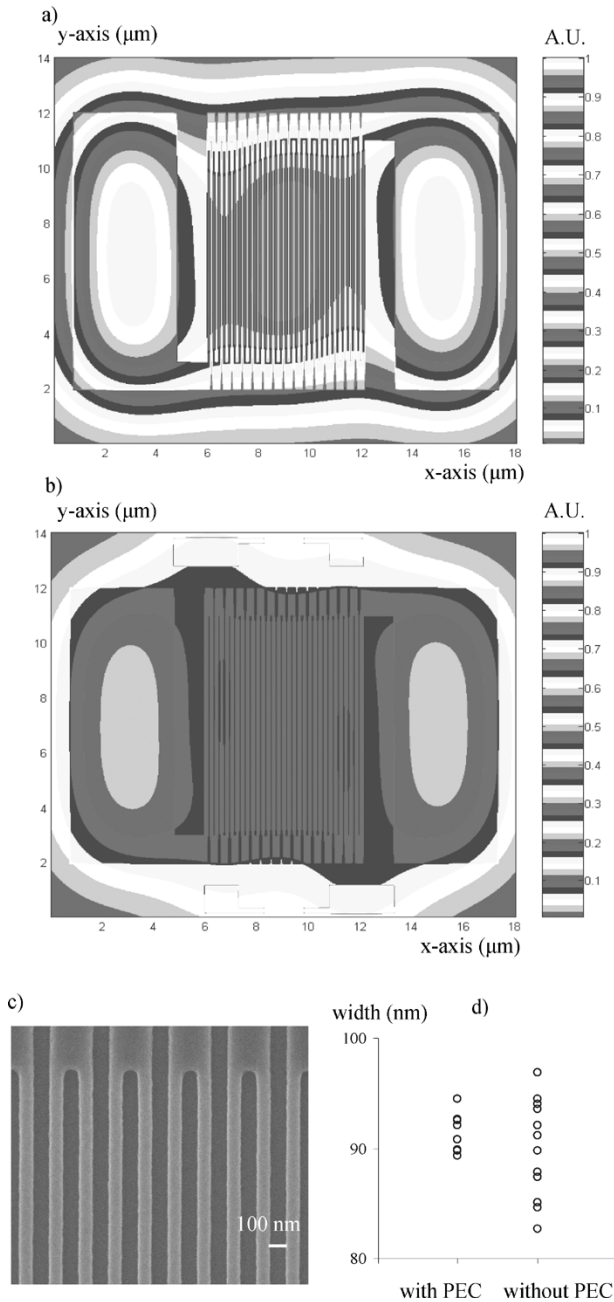 a)
y-axis (μm)
A.U.
14
12
10
8
6
4
2
2 4 6 8 10 12 14 16 18
x-axis (μm)
1
0.9
0.8
0.7
0.6
0.5
0.4
0.3
0.2
0.1
b)
y-axis (μm)
A.U.
14
12
10
8
6
4
2
0
2 4 6 8 10 12 14 16 18
x-axis (μm)
1
0.9
0.8
0.7
0.6
0.5
0.4
0.3
0.2
0.1
c)
100 nm
width (nm)
d)
100
90
80
with PEC without PEC